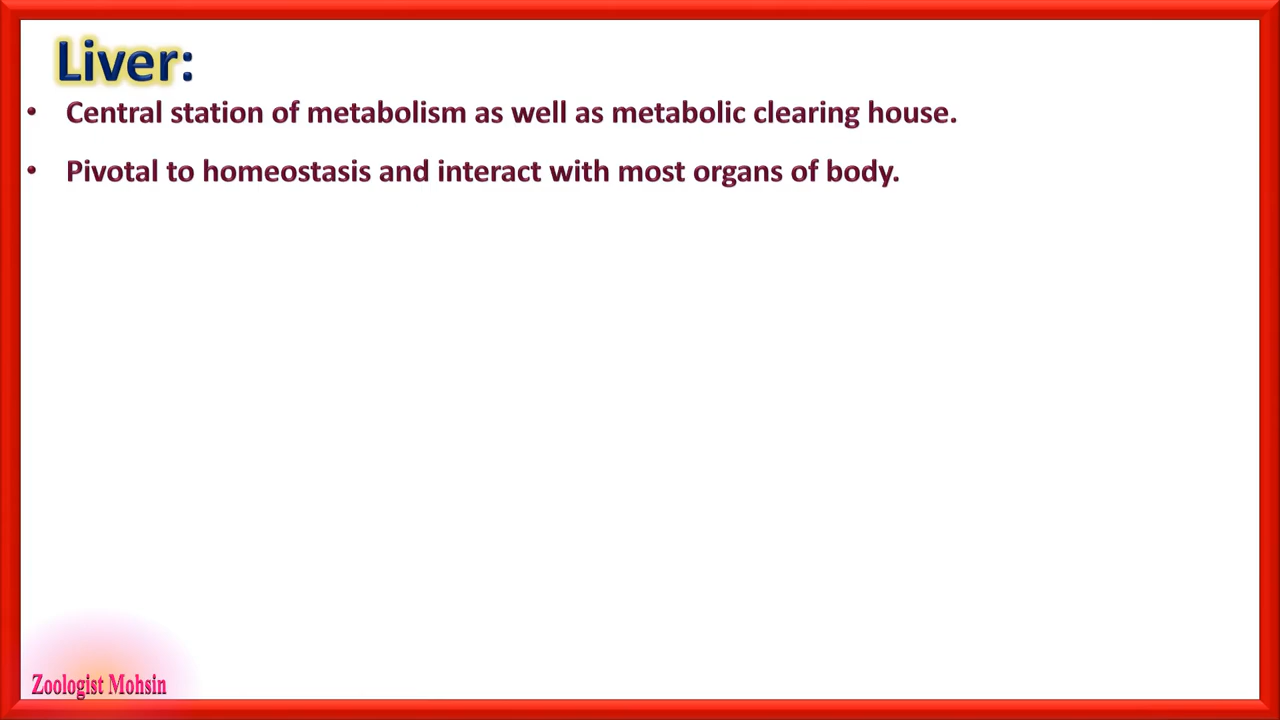 Liver:
• Central station of metabolism as well as metabolic clearing house.
• Pivotal to homeostasis and interact with most organs of body.
Zoologist Mohsin